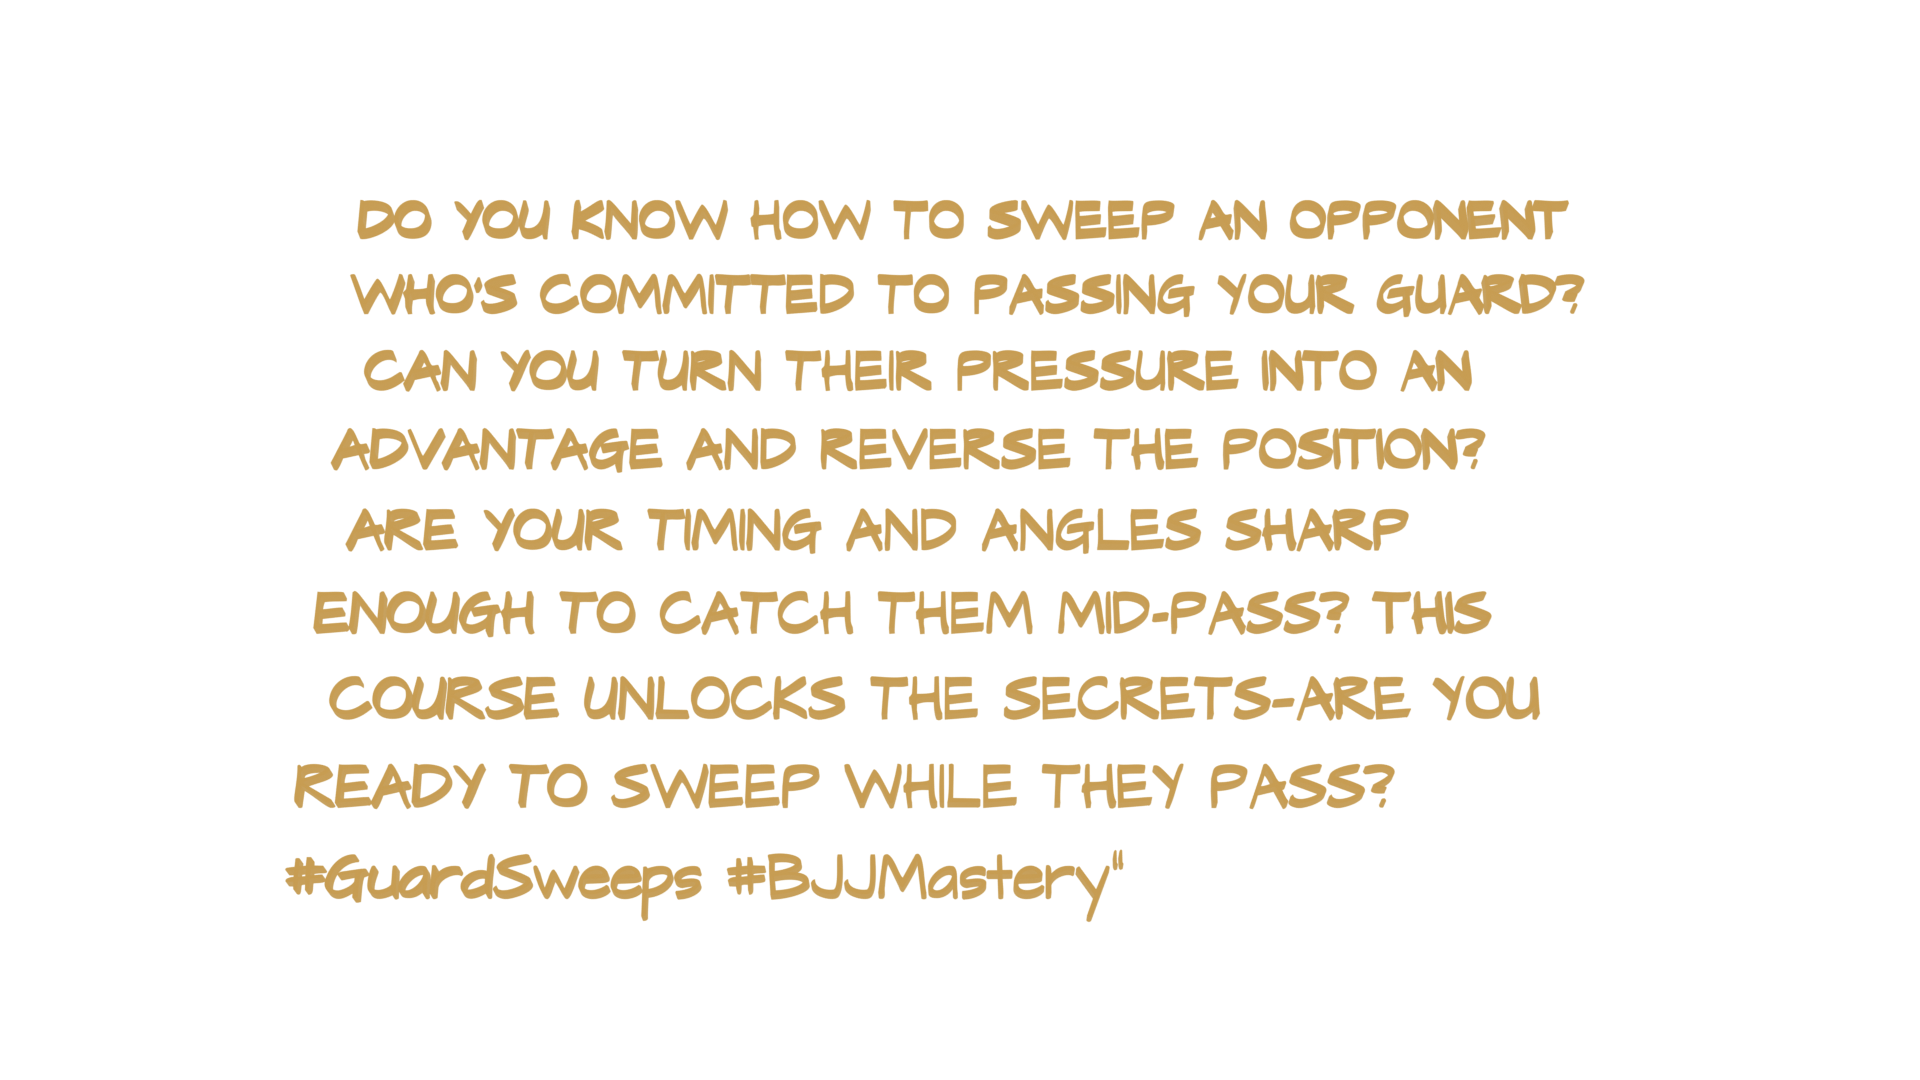 DO YOU KNOW HOW TO SWEEP AN OPPONENT
WHO'S COMMITTED TO PASSING YOUR GUARD?
CAN YOU TURN THEIR PRESSURE INTO AN
ADVANTAGE AND REVERSE THE POSITION?
ARE YOUR TIMING AND ANGLES SHARP
ENOUGH TO CATCH THEM MID-PASS? THIS
COURSE UNLOCKS THE SECRETS-ARE YOU
READY TO SWEEP WHILE THEY PASS?
#GuardSweeps #BJJMastery"